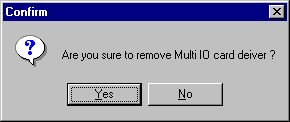 Confirm
Are you sure to remove Multi IO card deiver ?
Yes No